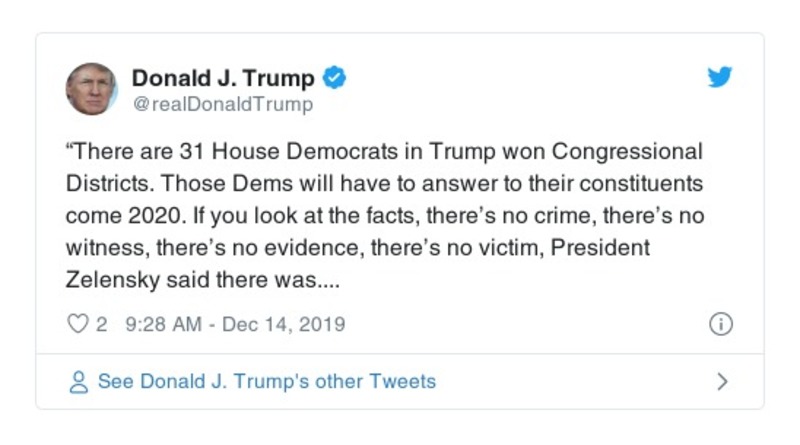 Donald J. Trump
@realDonaldTrump
“There are 31 House Democrats in Trump won Congressional
Districts. Those Dems will have to answer to their constituents
come 2020. If you look at the facts, there’s no crime, there’s no
witness, there’s no evidence, there’s no victim, President
Zelensky said there was....
2 9:28 AM - Dec 14, 2019
See Donald J. Trump's other Tweets